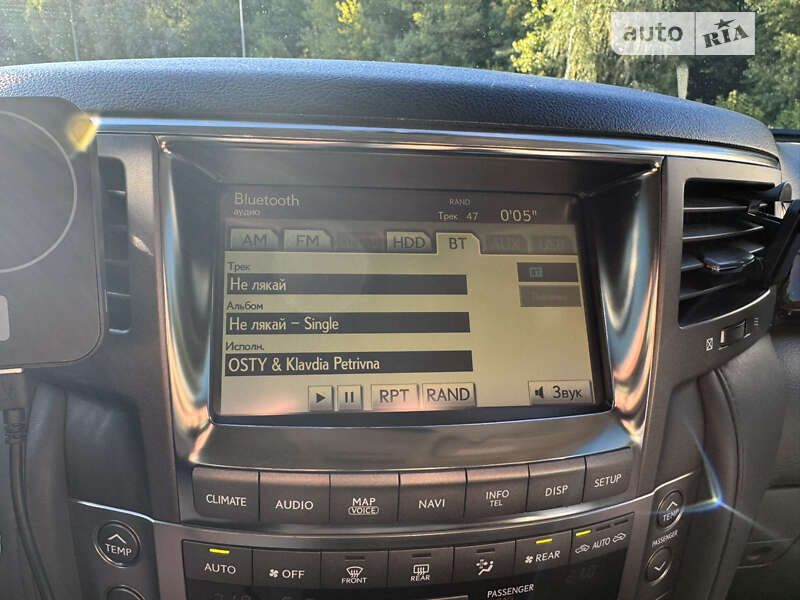 auto RIA
Bluetooth
аудио
RAND
Трек 47 0'05"
AM FM HDD BT AUX USB
Трек
Не лякай
BT
Альбом
Не лякай – Single
Исполн.
OSTY & Klavdia Petrivna
RPT RAND Звук
CLIMATE AUDIO MAP VOICE NAVI INFO TEL DISP SETUP
TEMP TEMP
PASSENGER
AUTO OFF FRONT REAR REAR AUTO
PASSENGER